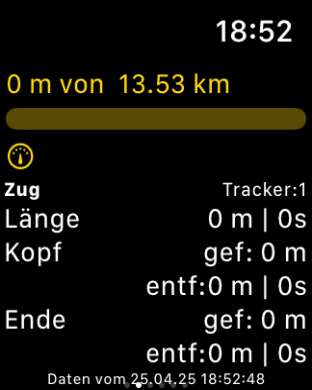 18:52
0 m von 13.53 km
Zug Tracker:1
Länge 0 m | 0s
Kopf gef: 0 m
entf:0 m | 0s
Ende gef: 0 m
entf:0 m | 0s
Daten vom 25.04.25 18:52:48